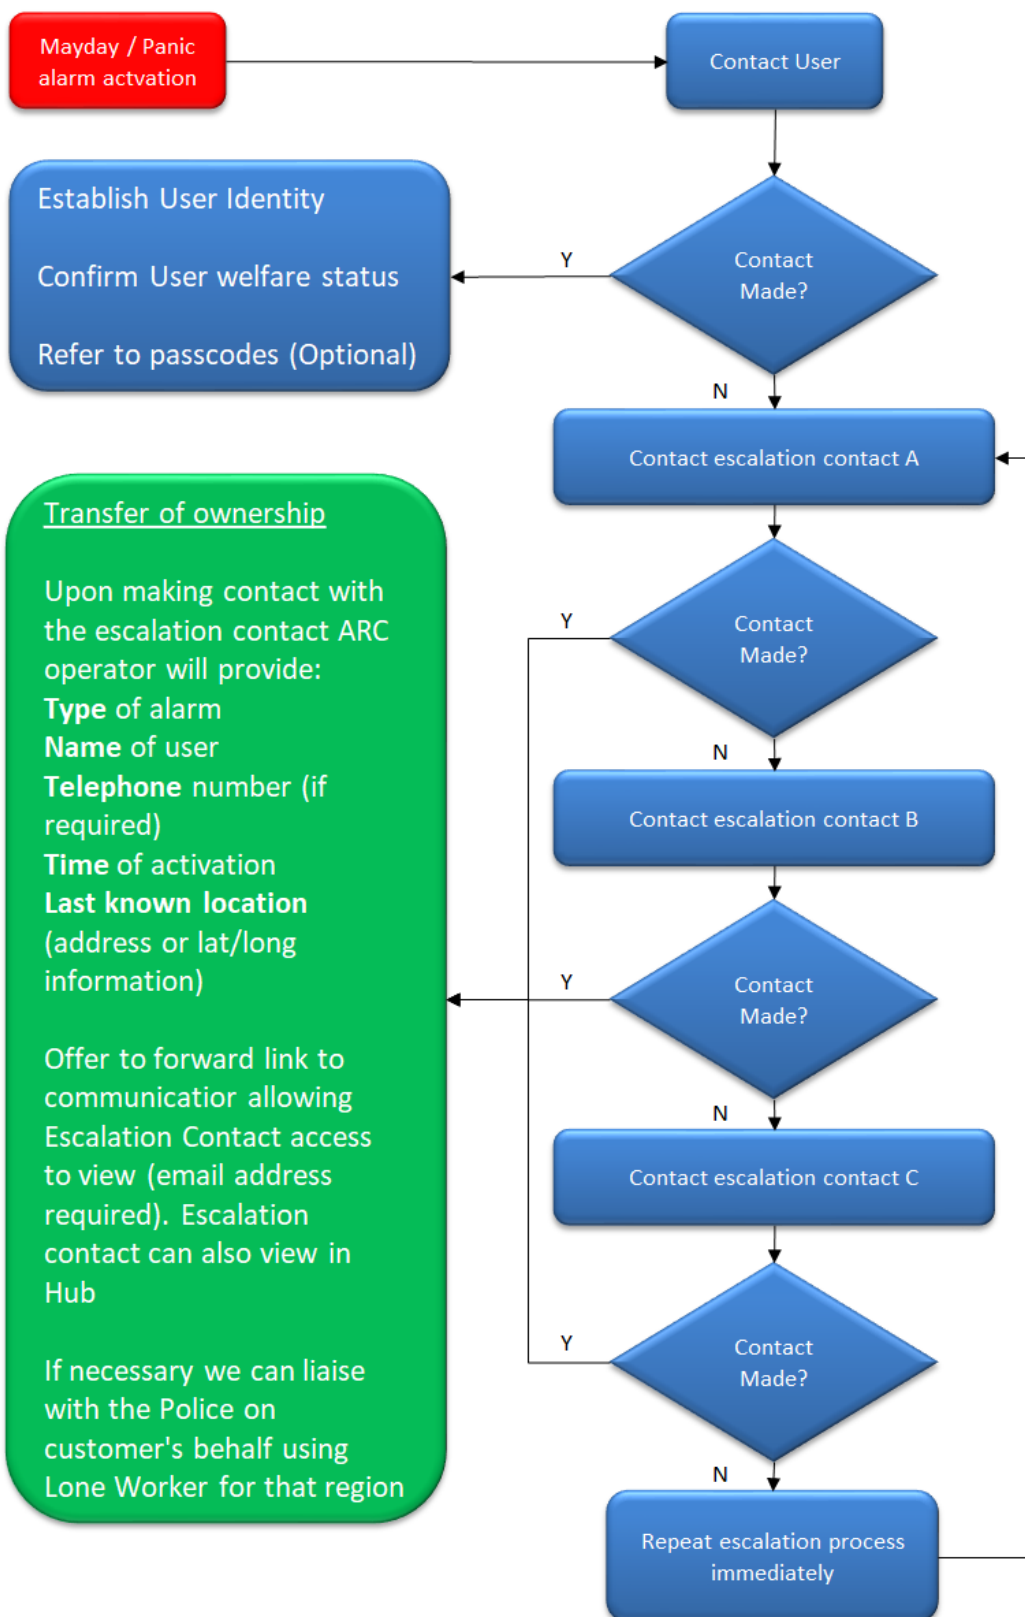 Mayday / Panic
alarm actvation
Contact User
Establish User Identity
Confirm User welfare status
Refer to passcodes (Optional)
Y
Contact
Made?
N
Contact escalation contact A
Transfer of ownership
Upon making contact with
the escalation contact ARC
operator will provide:
Type of alarm
Name of user
Telephone number (if
required)
Time of activation
Last known location
(address or lat/long
information)
Offer to forward link to
communicatior allowing
Escalation Contact access
to view (email address
required). Escalation
contact can also view in
Hub
If necessary we can liaise
with the Police on
customer's behalf using
Lone Worker for that region
Y
Contact
Made?
N
Contact escalation contact B
Y
Contact
Made?
N
Contact escalation contact C
Y
Contact
Made?
N
Repeat escalation process
immediately